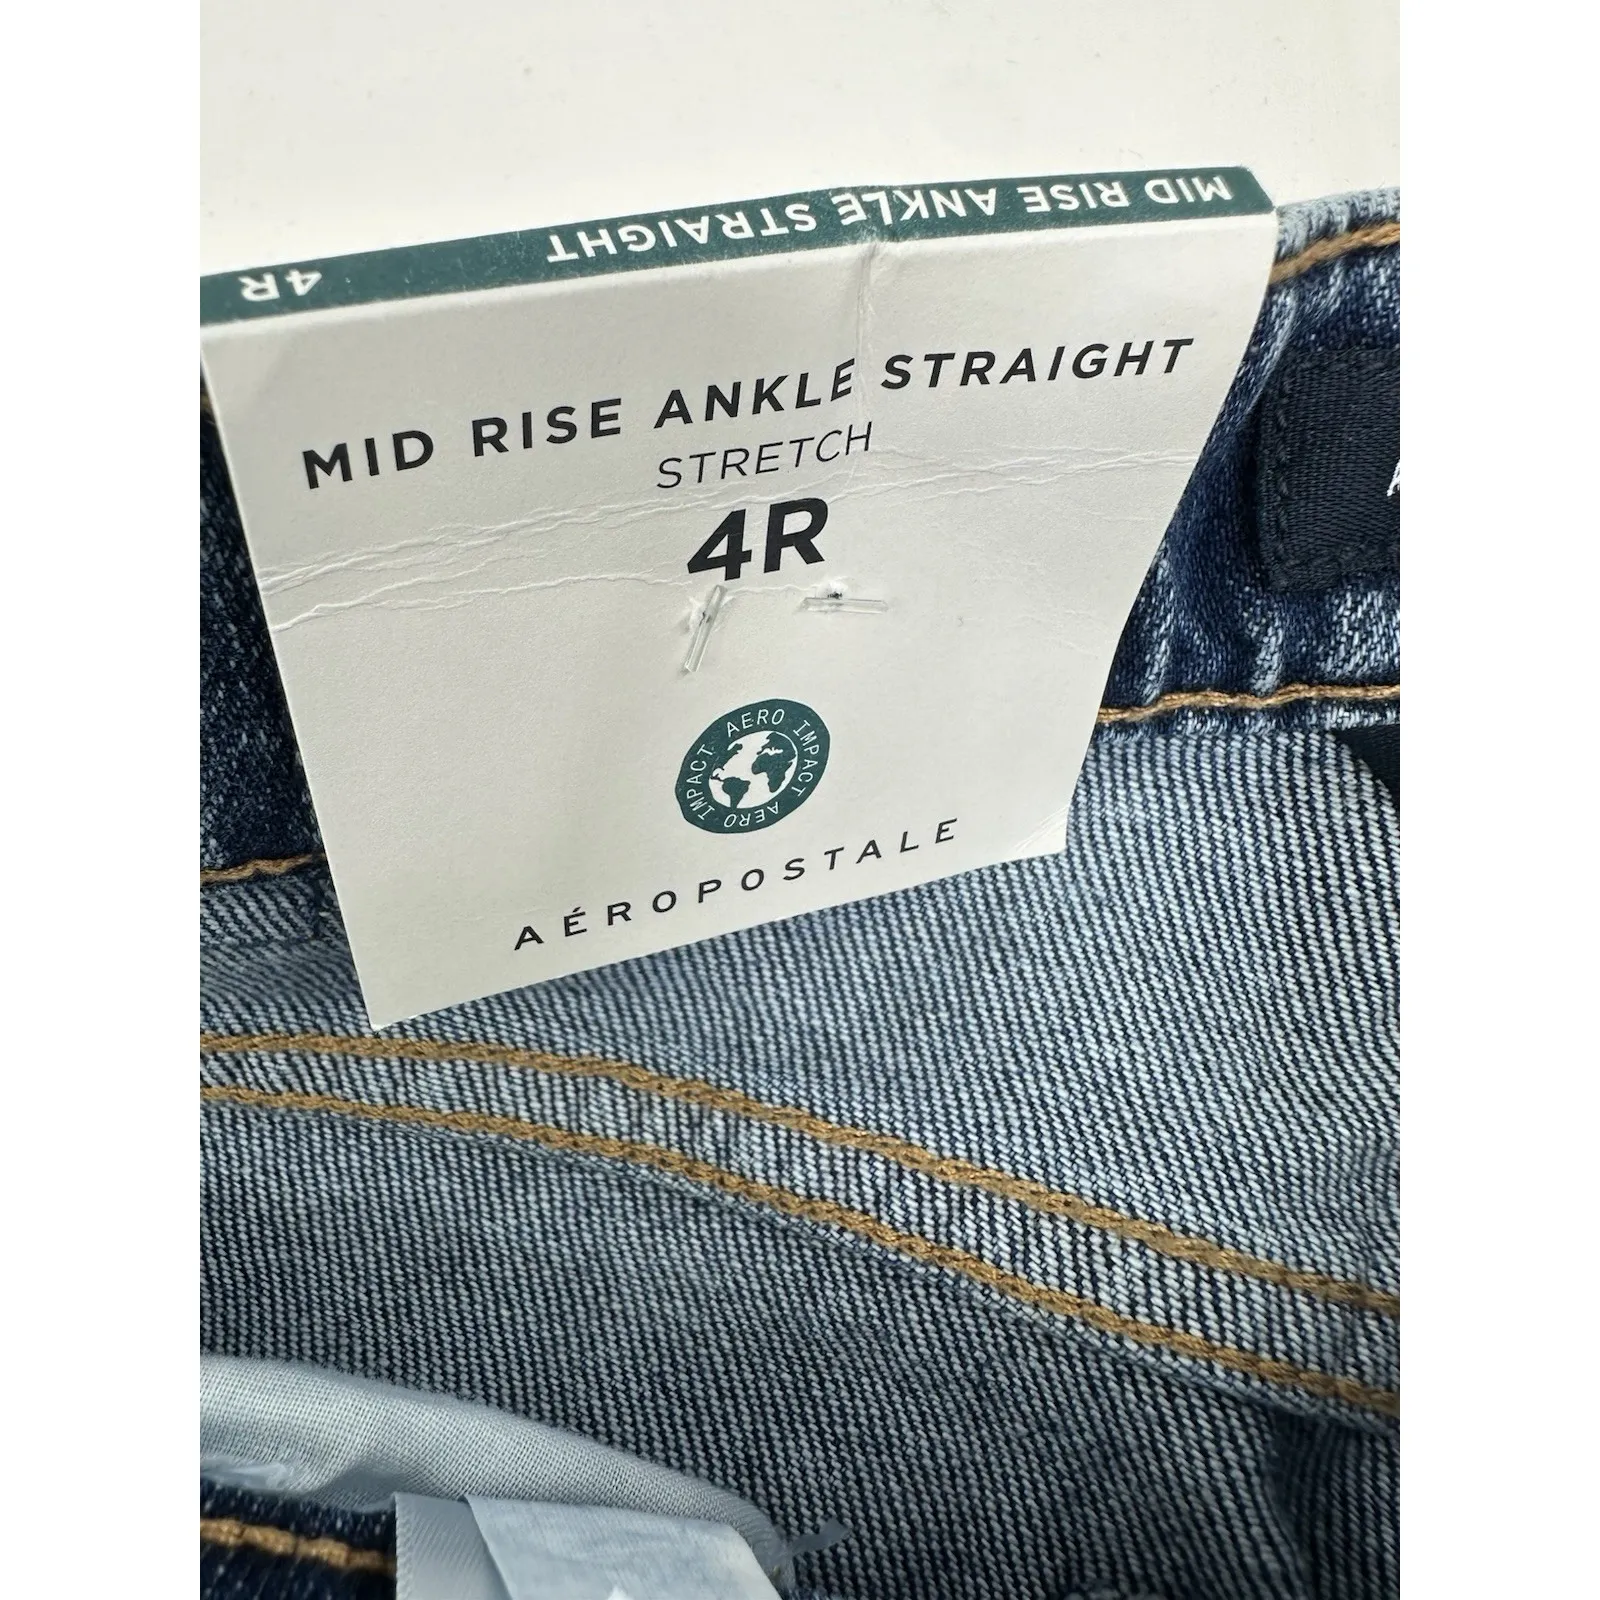 MID RISE ANKLE STRAIGHT 4R
MID RISE ANKLE STRAIGHT
STRETCH
4R
AERO IMPACT AERO IMPACT
AÉROPOSTALE